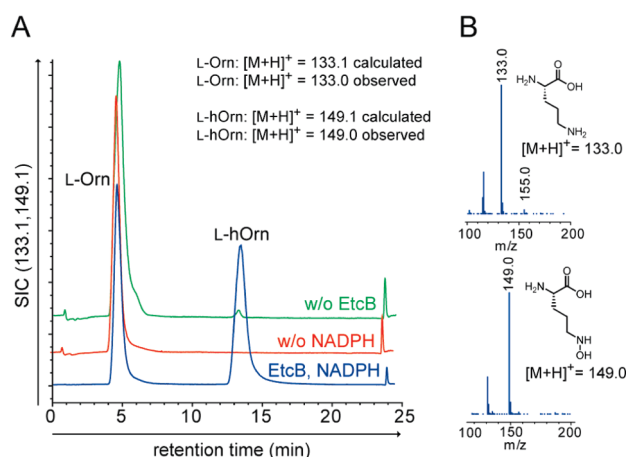 A
B
L-Orn: [M+H]+ = 133.1 calculated
L-Orn: [M+H]+ = 133.0 observed
L-hOrn: [M+H]+ = 149.1 calculated
L-hOrn: [M+H]+ = 149.0 observed
L-Orn
L-hOrn
SIC (133.1,149.1)
w/o EtcB
w/o NADPH
EtcB, NADPH
0 5 10 15 20 25
retention time (min)
133.0
H2N
O
OH
NH2
[M+H]+= 133.0
155.0
100 150 200
m/z
149.0
H2N
O
OH
NH
OH
[M+H]+= 149.0
100 150 200
m/z